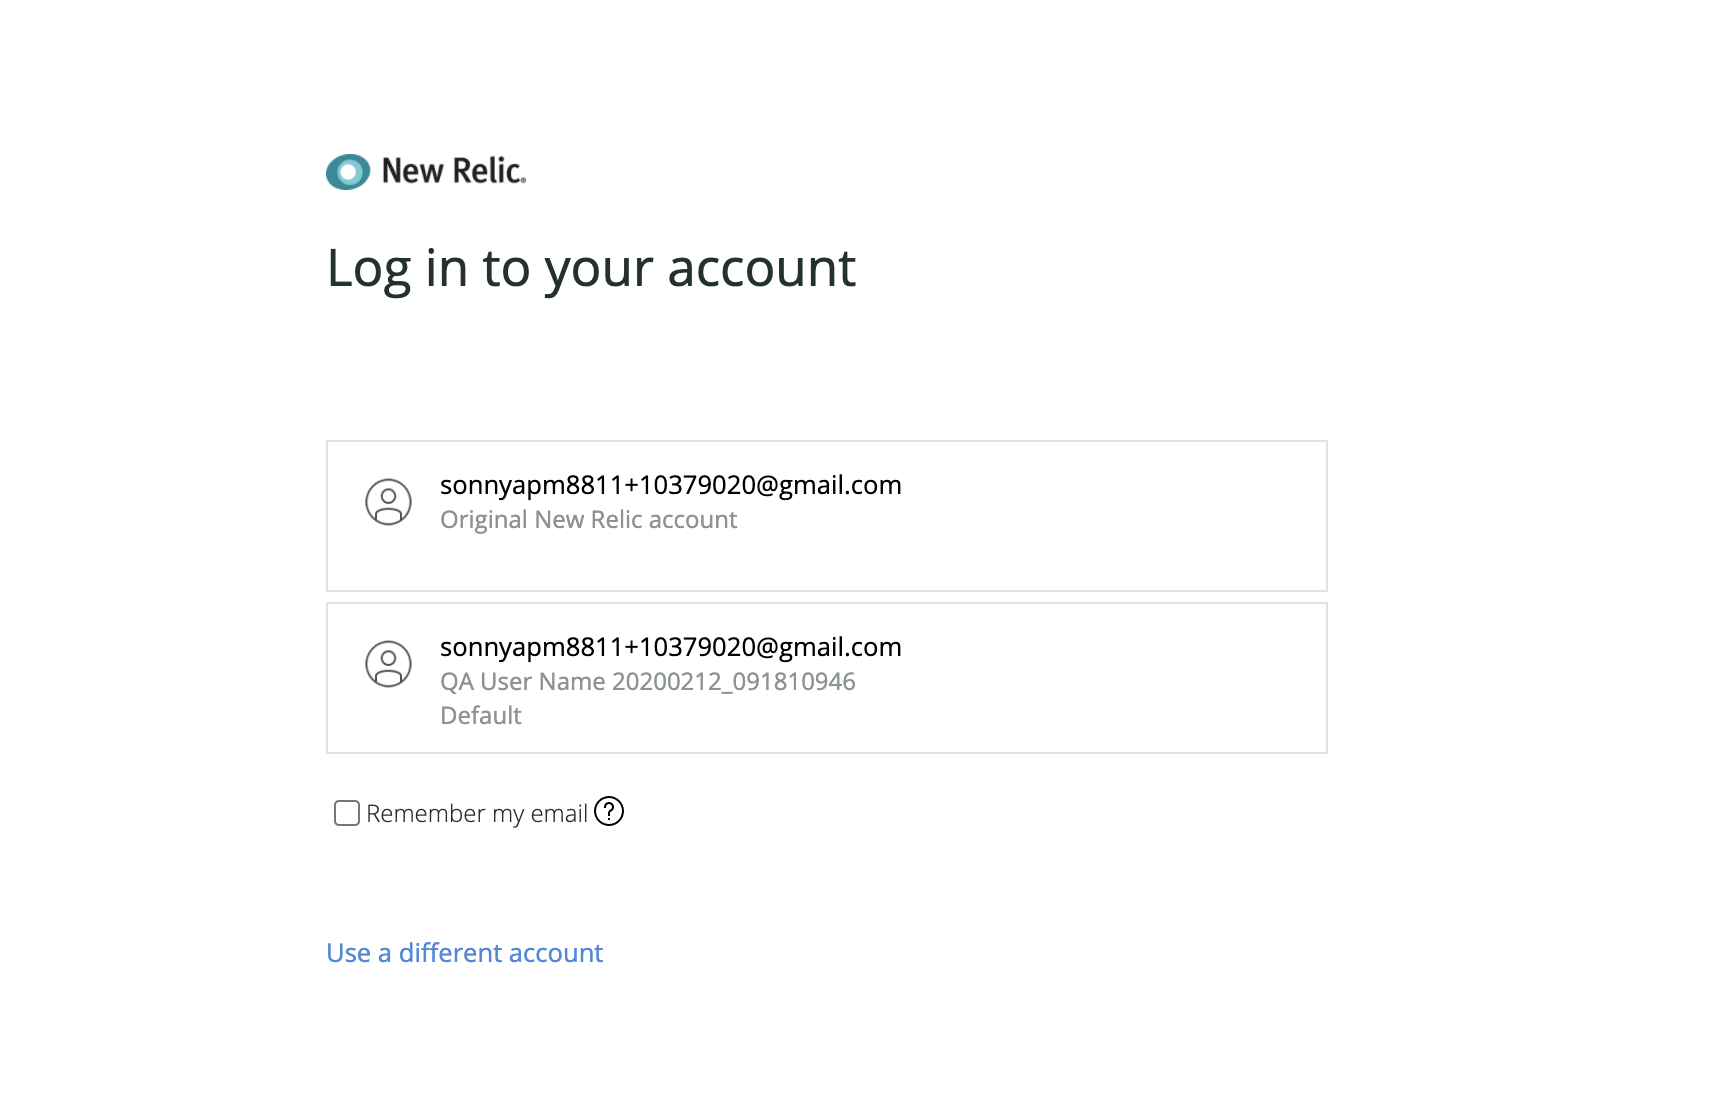 New Relic®
Log in to your account
sonnyapm8811+10379020@gmail.com
Original New Relic account
sonnyapm8811+10379020@gmail.com
QA User Name 20200212_091810946
Default
Remember my email ?
Use a different account